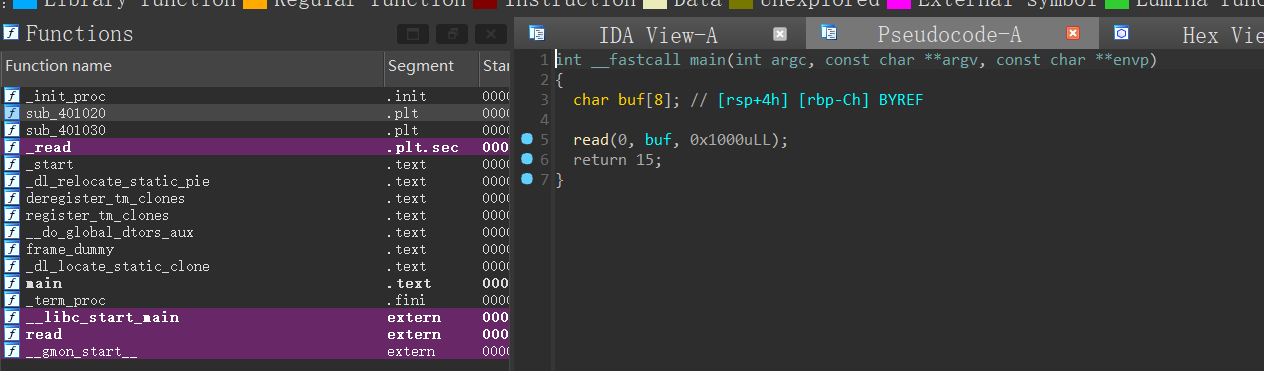 Library function Regular function Instruction Data Unexplored External symbol Lumina func
Functions
IDA View-A Pseudocode-A Hex Vie
Function name Segment Star
_init_proc .init 0000
sub_401020 .plt 0000
sub_401030 .plt 0000
_read .plt.sec 000
_start .text 0000
_dl_relocate_static_pie .text 0000
deregister_tm_clones .text 0000
register_tm_clones .text 0000
__do_global_dtors_aux .text 0000
frame_dummy .text 0000
_dl_locate_static_clone .text 0000
main .text 000
_term_proc .fini 0000
__libc_start_main extern 000
read extern 000
__gmon_start__ extern 0000
1 int __fastcall main(int argc, const char **argv, const char **envp)
2 {
3 char buf[8]; // [rsp+4h] [rbp-Ch] BYREF
4
5 read(0, buf, 0x1000uLL);
6 return 15;
7 }